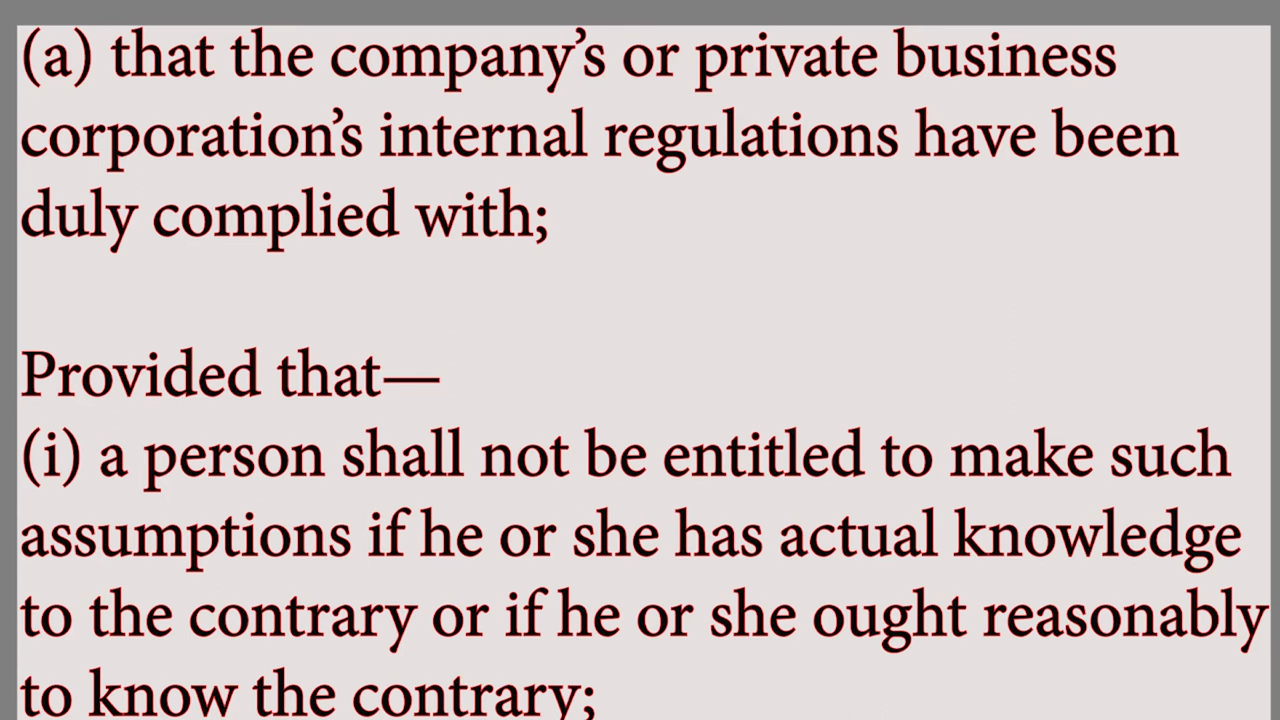 (a) that the company’s or private business
corporation’s internal regulations have been
duly complied with;
Provided that—
(i) a person shall not be entitled to make such
assumptions if he or she has actual knowledge
to the contrary or if he or she ought reasonably
to know the contrary;